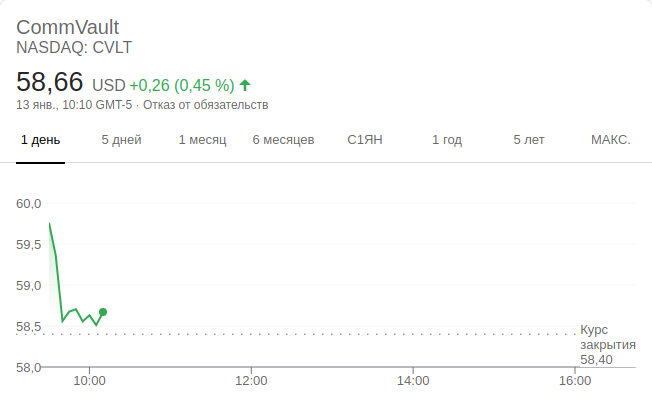 CommVault
NASDAQ: CVLT
58,66 USD +0,26 (0,45 %)
13 янв., 10:10 GMT-5 · Отказ от обязательств
1 день 5 дней 1 месяц 6 месяцев С1ЯН 1 год 5 лет МАКС.
60,0
59,5
59,0
58,5
58,0
Курс
закрытия
58,40
10:00 12:00 14:00 16:00